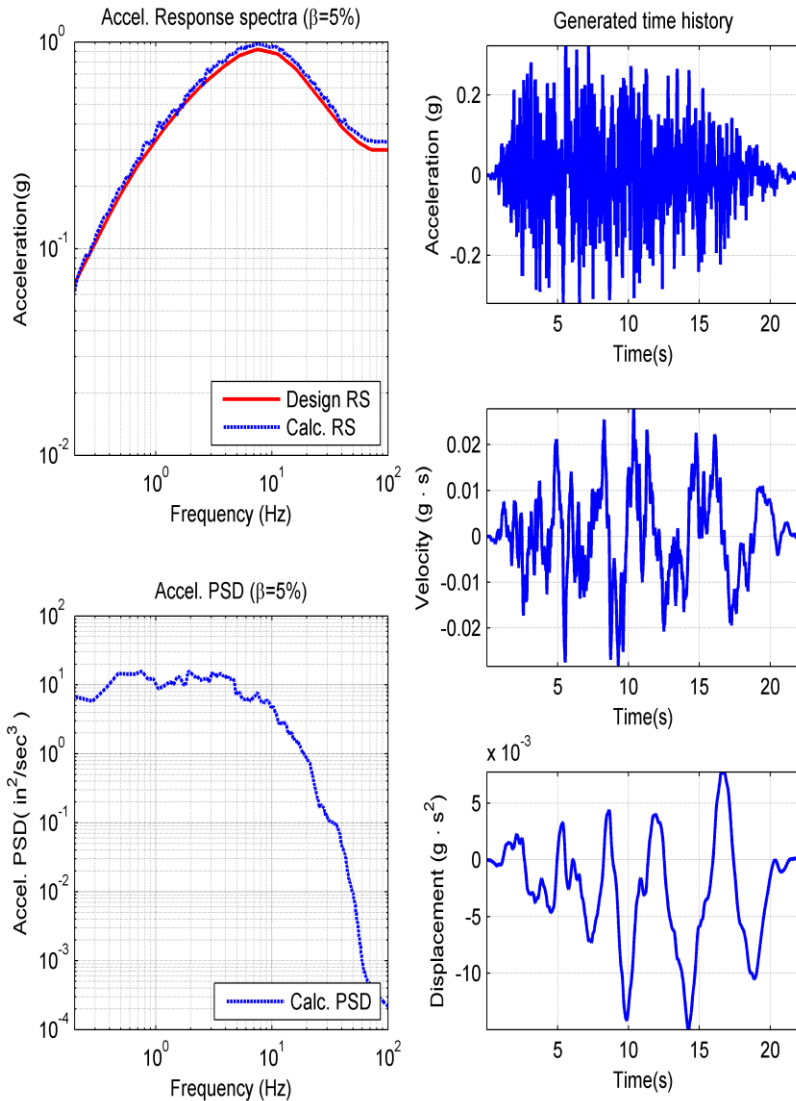 Accel. Response spectra (β=5%)
10^0
10^-1
10^-2
Acceleration(g)
Design RS
Calc. RS
10^0
10^1
10^2
Frequency (Hz)
Generated time history
0.2
0
-0.2
Acceleration (g)
5
10
15
20
Time(s)
0.02
0.01
0
-0.01
-0.02
Velocity (g · s)
5
10
15
20
Time(s)
Accel. PSD (β=5%)
10^2
10^1
10^0
10^-1
10^-2
10^-3
10^-4
Accel. PSD( in^2/sec^3 )
Calc. PSD
10^0
10^1
10^2
Frequency (Hz)
x 10^-3
5
0
-5
-10
Displacement (g · s^2)
5
10
15
20
Time(s)